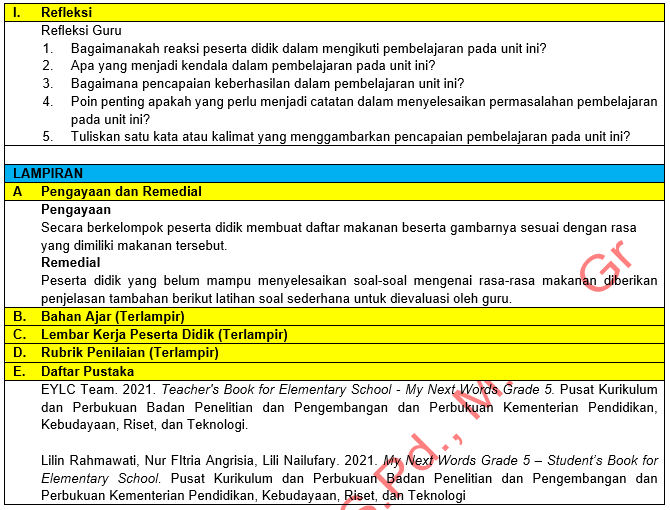 I. Refleksi
Refleksi Guru
1. Bagaimanakah reaksi peserta didik dalam mengikuti pembelajaran pada unit ini?
2. Apa yang menjadi kendala dalam pembelajaran pada unit ini?
3. Bagaimana pencapaian keberhasilan dalam pembelajaran unit ini?
4. Poin penting apakah yang perlu menjadi catatan dalam menyelesaikan permasalahan pembelajaran
pada unit ini?
5. Tuliskan satu kata atau kalimat yang menggambarkan pencapaian pembelajaran pada unit ini?
LAMPIRAN
A Pengayaan dan Remedial
Pengayaan
Secara berkelompok peserta didik membuat daftar makanan beserta gambarnya sesuai dengan rasa
yang dimiliki makanan tersebut.
Remedial
Peserta didik yang belum mampu menyelesaikan soal-soal mengenai rasa-rasa makanan diberikan
penjelasan tambahan berikut latihan soal sederhana untuk dievaluasi oleh guru.
B. Bahan Ajar (Terlampir)
C. Lembar Kerja Peserta Didik (Terlampir)
D. Rubrik Penilaian (Terlampir)
E. Daftar Pustaka
EYLC Team. 2021. Teacher's Book for Elementary School - My Next Words Grade 5. Pusat Kurikulum
dan Perbukuan Badan Penelitian dan Pengembangan dan Perbukuan Kementerian Pendidikan,
Kebudayaan, Riset, dan Teknologi.
Lilin Rahmawati, Nur FItria Angrisia, Lili Nailufary. 2021. My Next Words Grade 5 – Student's Book for
Elementary School. Pusat Kurikulum dan Perbukuan Badan Penelitian dan Pengembangan dan
Perbukuan Kementerian Pendidikan, Kebudayaan, Riset, dan Teknologi
S.Pd., M. Gr